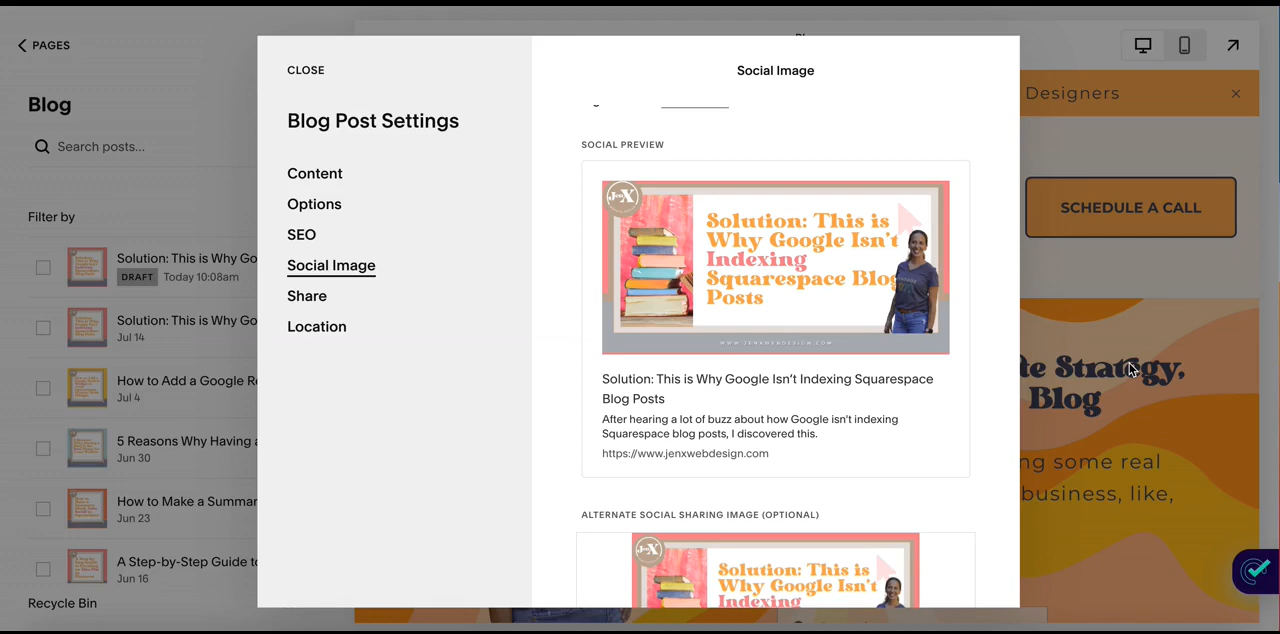 PAGES
Blog
Search posts...
Filter by
Solution: This is Why Go
DRAFT Today 10:08am
Solution: This is Why Go
Jul 14
How to Add a Google Re
Jul 4
5 Reasons Why Having a
Jun 30
How to Make a Summar
Jun 23
A Step-by-Step Guide to
Jun 16
Recycle Bin
CLOSE
Blog Post Settings
Content
Options
SEO
Social Image
Share
Location
Social Image
SOCIAL PREVIEW
JenX
Solution: This is
Why Google Isn't
Indexing
Squarespace Blog
Posts
WWW.JENXWEBDESIGN.COM
Solution: This is Why Google Isn't Indexing Squarespace
Blog Posts
After hearing a lot of buzz about how Google isn't indexing
Squarespace blog posts, I discovered this.
https://www.jenxwebdesign.com
ALTERNATE SOCIAL SHARING IMAGE (OPTIONAL)
JenX
Solution: This is
Why Google Isn't
Indexing
Designers
SCHEDULE A CALL
te Strategy,
Blog
ng some real
business, like,